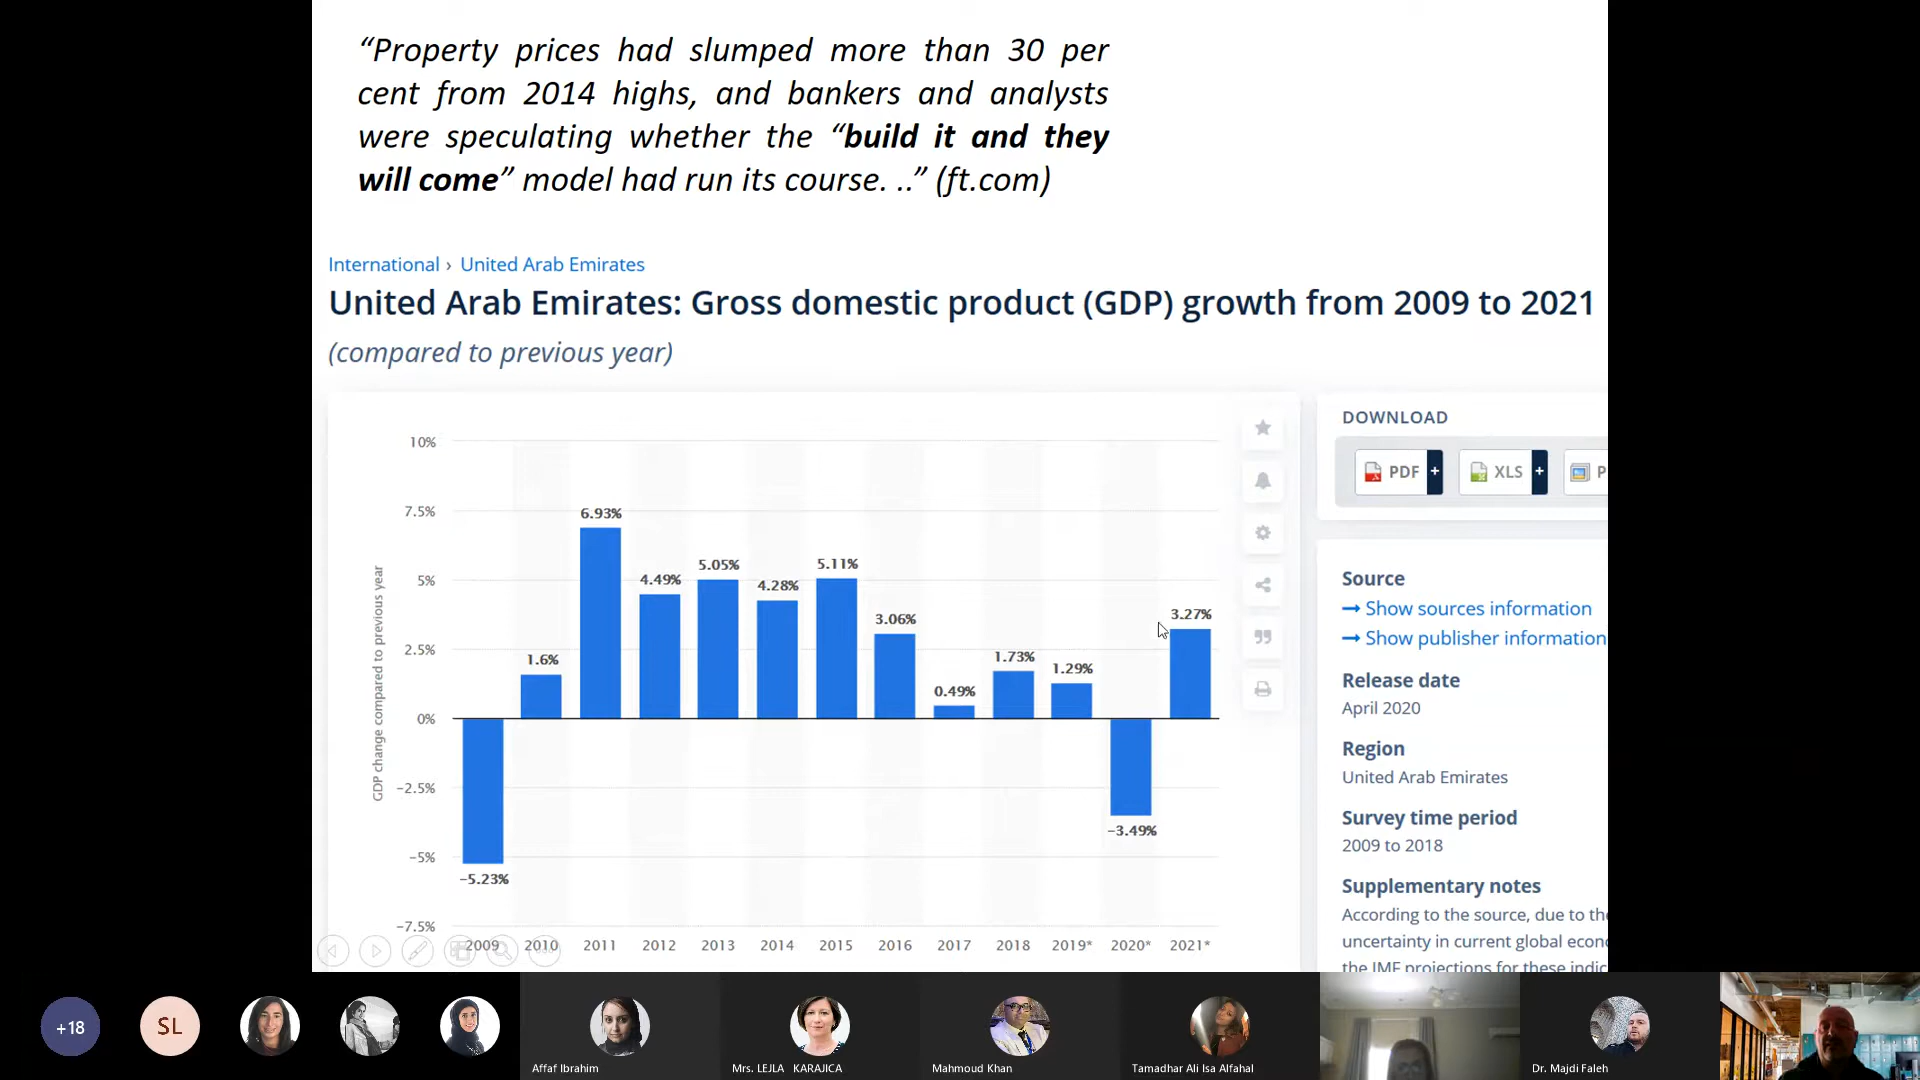 “Property prices had slumped more than 30 per
cent from 2014 highs, and bankers and analysts
were speculating whether the “build it and they
will come” model had run its course. ..” (ft.com)
International › United Arab Emirates
United Arab Emirates: Gross domestic product (GDP) growth from 2009 to 2021
(compared to previous year)
GDP change compared to previous year
10%
7.5%
5%
2.5%
0%
−2.5%
−5%
−7.5%
−5.23%
1.6%
6.93%
4.49%
5.05%
4.28%
5.11%
3.06%
0.49%
1.73%
1.29%
−3.49%
3.27%
2009 2010 2011 2012 2013 2014 2015 2016 2017 2018 2019* 2020* 2021*
DOWNLOAD
PDF + XLS + P
Source
→ Show sources information
→ Show publisher information
Release date
April 2020
Region
United Arab Emirates
Survey time period
2009 to 2018
Supplementary notes
According to the source, due to the
uncertainty in current global econ
the IMF projections for these indic
+18
SL
Affaf Ibrahim
Mrs. LEJLA KARAJICA
Mahmoud Khan
Tamadhar Ali Isa Alfahal
Dr. Majdi Faleh